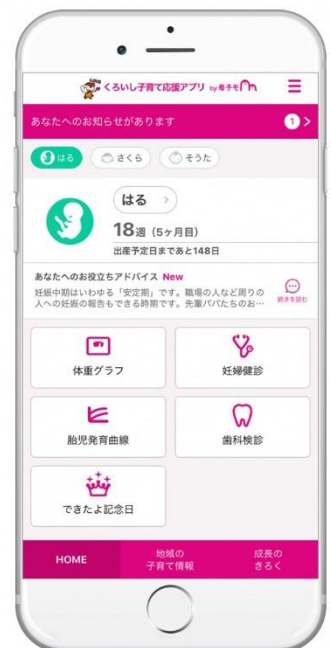 くろいし子育て応援アプリ by 母子モ
あなたへのお知らせがあります 1
はる さくら そうた
はる
18週(5ヶ月目)
出産予定日まであと148日
あなたへのお役立ちアドバイス New
妊娠中期はいわゆる「安定期」です。職場の人など周りの
人への妊娠の報告もできる時期です。先輩パパたちのお…
続きを読む
体重グラフ
妊婦健診
胎児発育曲線
歯科検診
できたよ記念日
HOME
地域の
子育て情報
成長の
きろく